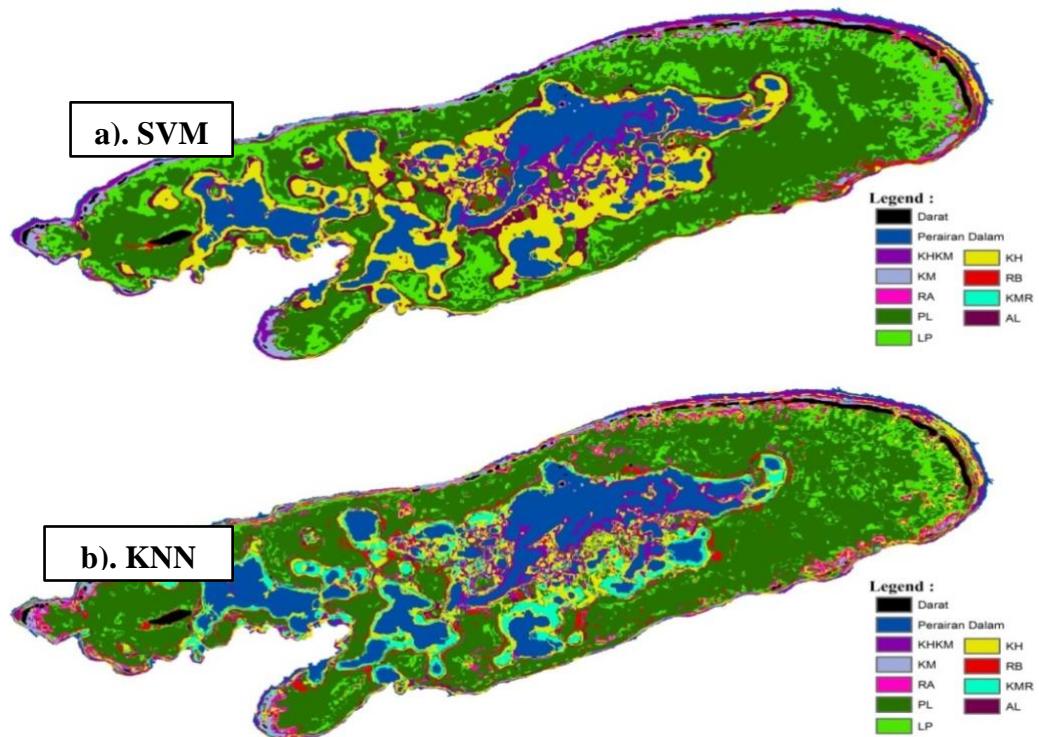 a). SVM
Legend :
Darat
Perairan Dalam
KHKM
KH
KM
RB
RA
KMR
PL
AL
LP
b). KNN
Legend :
Darat
Perairan Dalam
KHKM
KH
KM
RB
RA
KMR
PL
AL
LP